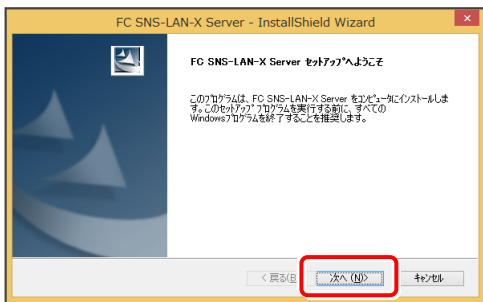 FC SNS-LAN-X Server - InstallShield Wizard
FC SNS-LAN-X Server ｾｯﾄｱｯﾌﾟへようこそ
このﾌﾟﾛｸﾞﾗﾑは、FC SNS-LAN-X Server をｺﾝﾋﾟｭｰﾀにｲﾝｽﾄｰﾙしま
す。このｾｯﾄｱｯﾌﾟ ﾌﾟﾛｸﾞﾗﾑを実行する前に、すべての
Windowsﾌﾟﾛｸﾞﾗﾑを終了することを推奨します。
< 戻る(B 次へ (N)> ｷｬﾝｾﾙ